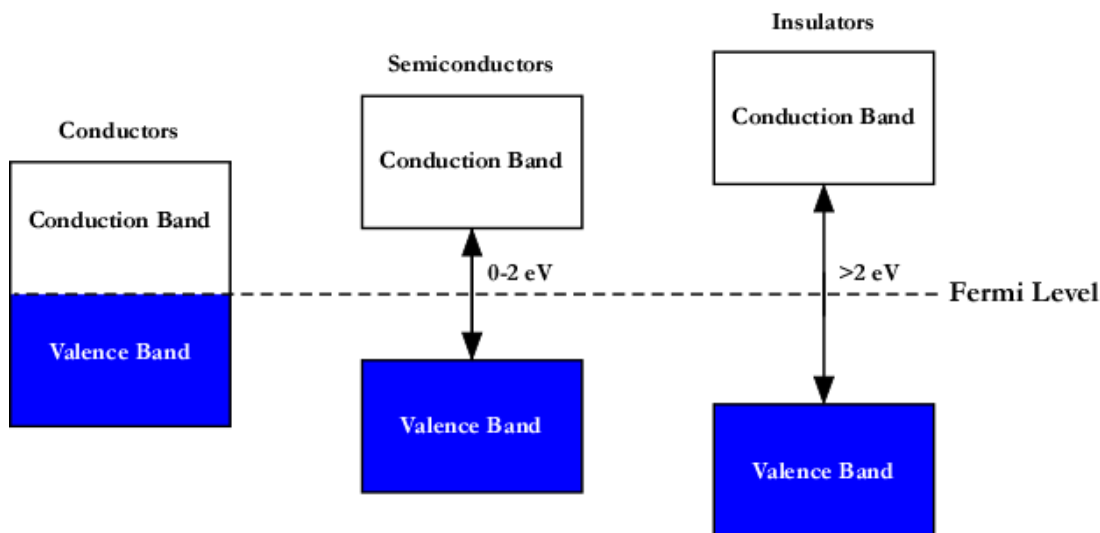 Insulators
Semiconductors
Conductors
Conduction Band
Conduction Band
Conduction Band
0-2 eV
>2 eV
Fermi Level
Valence Band
Valence Band
Valence Band